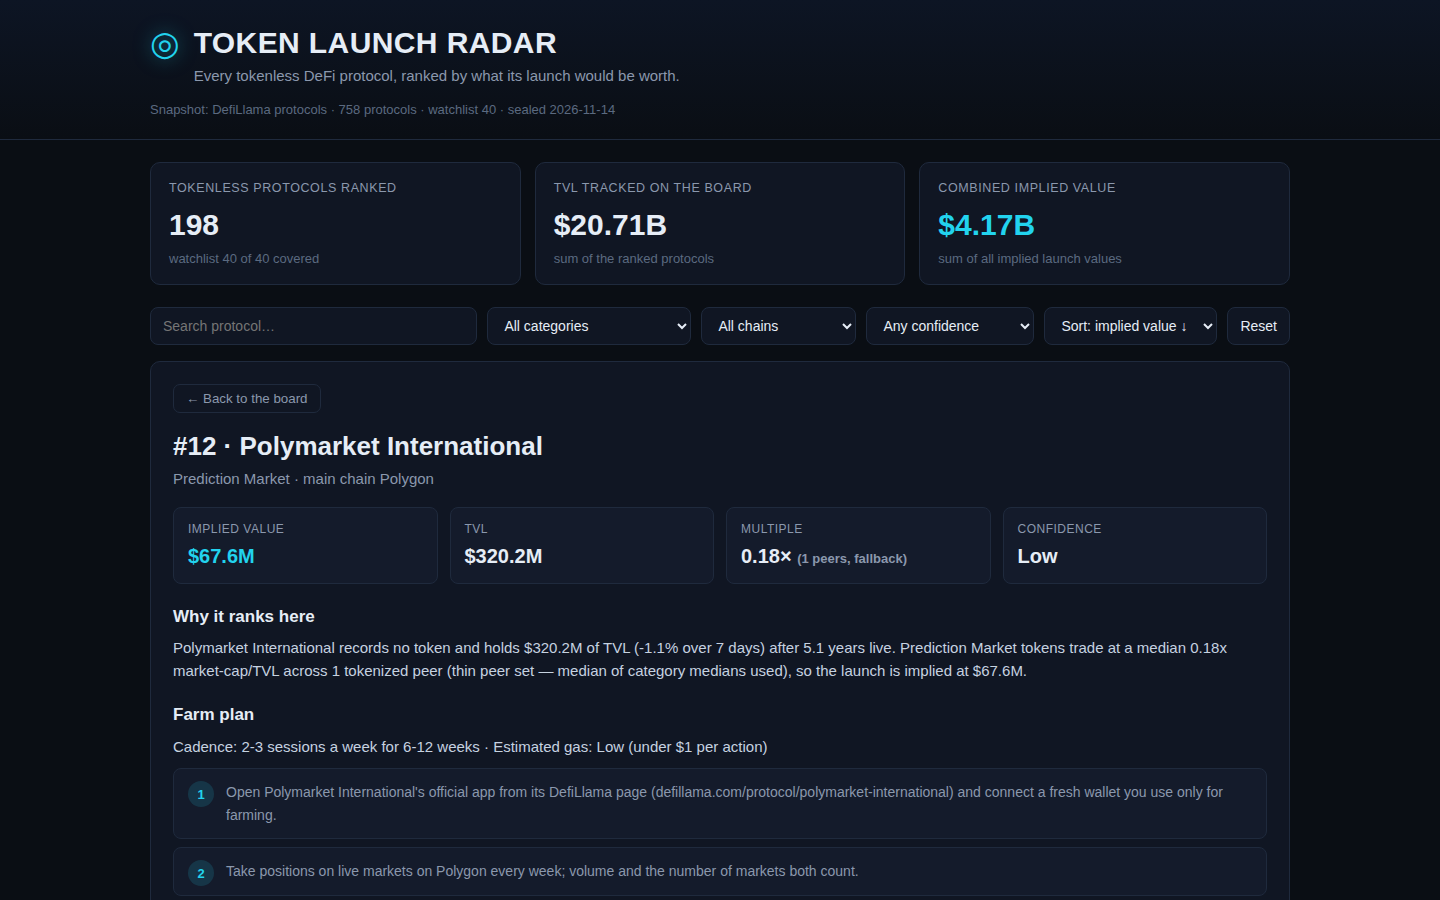 TOKEN LAUNCH RADAR
Every tokenless DeFi protocol, ranked by what its launch would be worth.
Snapshot: DefiLlama protocols · 758 protocols · watchlist 40 · sealed 2026-11-14
TOKENLESS PROTOCOLS RANKED
198
watchlist 40 of 40 covered
TVL TRACKED ON THE BOARD
$20.71B
sum of the ranked protocols
COMBINED IMPLIED VALUE
$4.17B
sum of all implied launch values
Search protocol…
All categories
All chains
Any confidence
Sort: implied value ↓
Reset
← Back to the board
#12 · Polymarket International
Prediction Market · main chain Polygon
IMPLIED VALUE
$67.6M
TVL
$320.2M
MULTIPLE
0.18× (1 peers, fallback)
CONFIDENCE
Low
Why it ranks here
Polymarket International records no token and holds $320.2M of TVL (-1.1% over 7 days) after 5.1 years live. Prediction Market tokens trade at a median 0.18x
market-cap/TVL across 1 tokenized peer (thin peer set — median of category medians used), so the launch is implied at $67.6M.
Farm plan
Cadence: 2-3 sessions a week for 6-12 weeks · Estimated gas: Low (under $1 per action)
1
Open Polymarket International's official app from its DefiLlama page (defillama.com/protocol/polymarket-international) and connect a fresh wallet you use only for
farming.
2
Take positions on live markets on Polygon every week; volume and the number of markets both count.